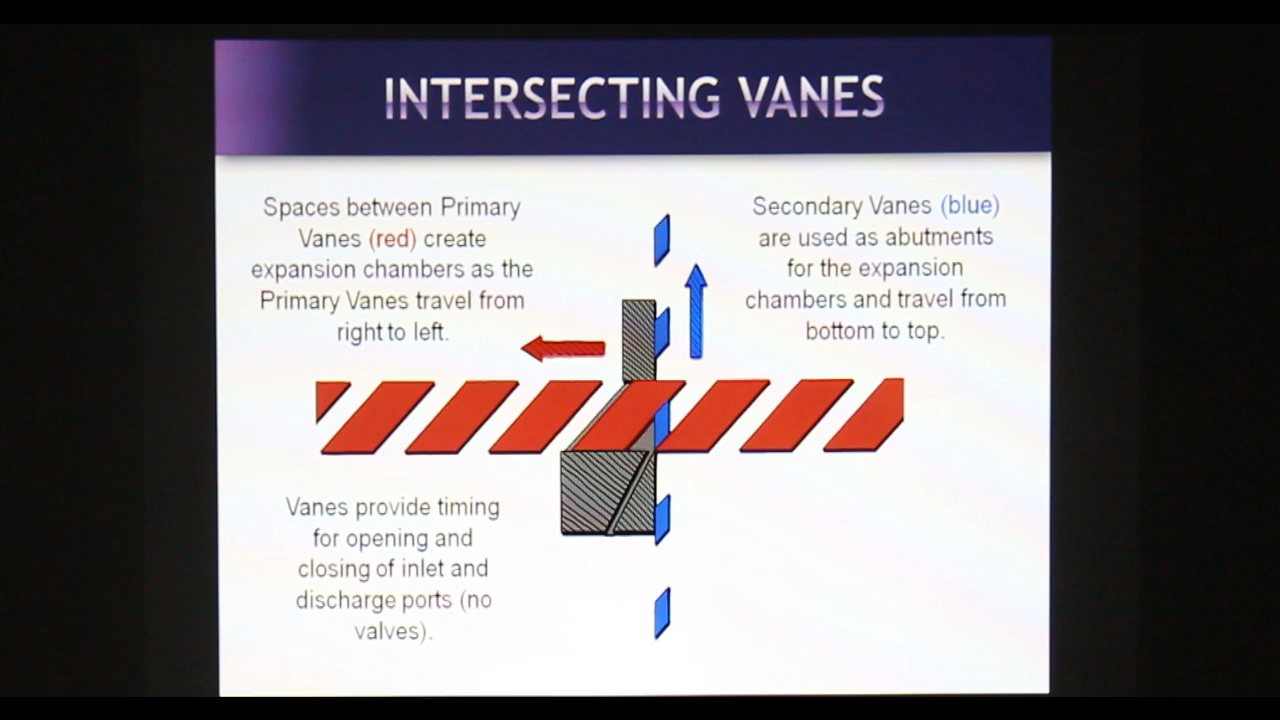 INTERSECTING VANES
Spaces between Primary
Vanes (red) create
expansion chambers as the
Primary Vanes travel from
right to left.
Secondary Vanes (blue)
are used as abutments
for the expansion
chambers and travel from
bottom to top.
Vanes provide timing
for opening and
closing of inlet and
discharge ports (no
valves).